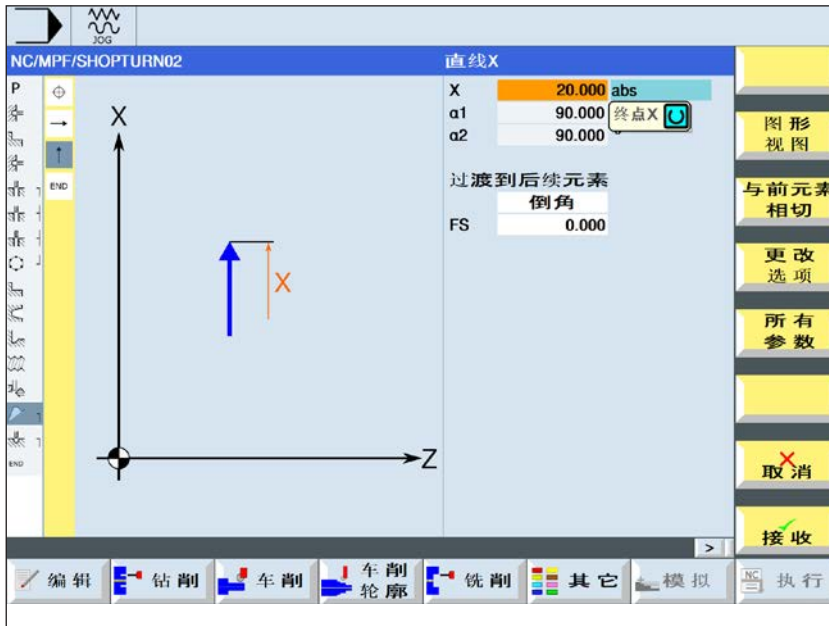 JOG
NC/MPF/SHOPTURN02
直线X
P
END
END
X
Z
X
X 20.000 abs
α1 90.000 °
终点X
α2 90.000 °
过渡到后续元素
倒角
FS 0.000
图形
视图
与前元素
相切
更改
选项
所有
参数
取消
接收
>
编辑
钻削
车削
车削
轮廓
铣削
其它
模拟
NC
执行